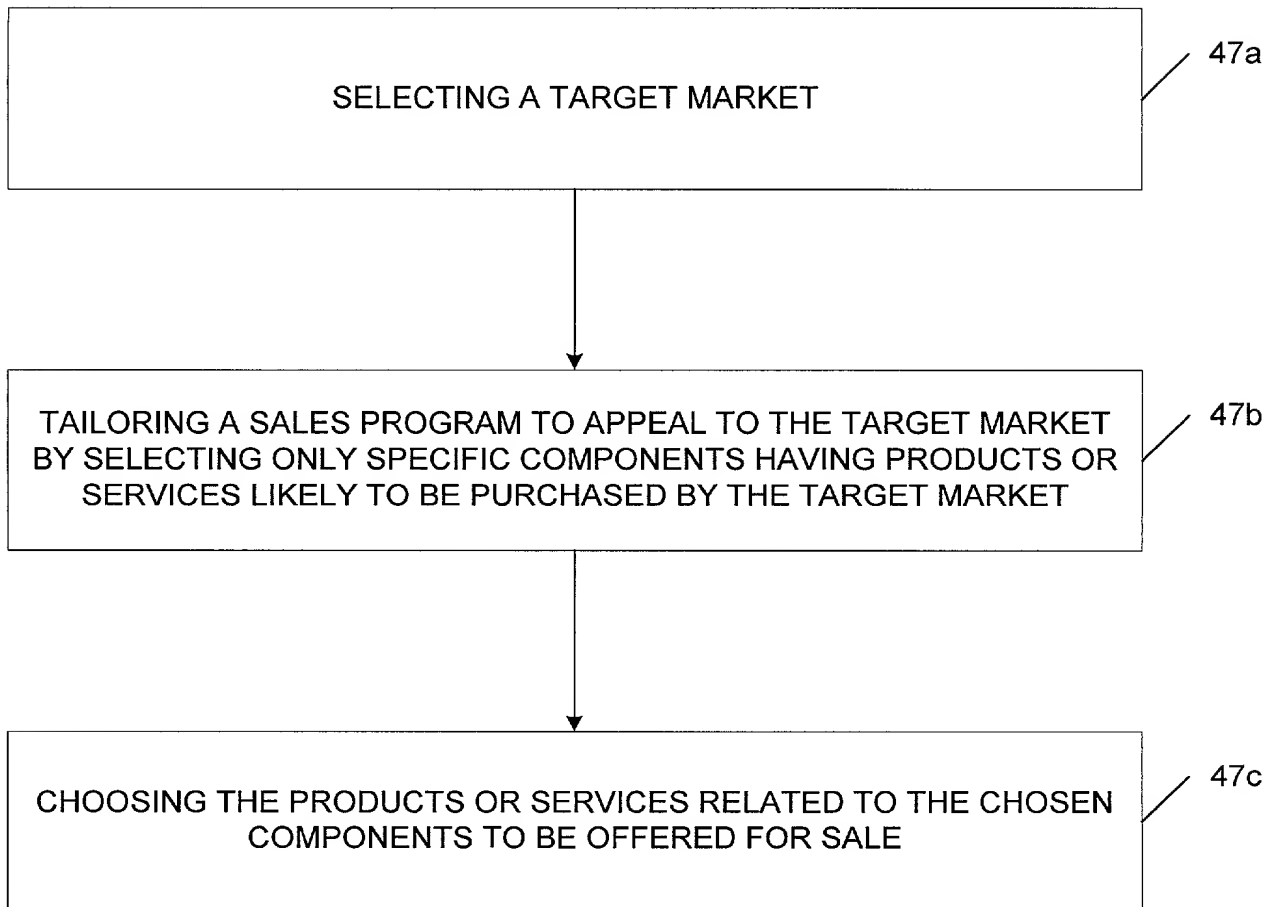 SELECTING A TARGET MARKET
47a
TAILORING A SALES PROGRAM TO APPEAL TO THE TARGET MARKET
BY SELECTING ONLY SPECIFIC COMPONENTS HAVING PRODUCTS OR
SERVICES LIKELY TO BE PURCHASED BY THE TARGET MARKET
47b
CHOOSING THE PRODUCTS OR SERVICES RELATED TO THE CHOSEN
COMPONENTS TO BE OFFERED FOR SALE
47c